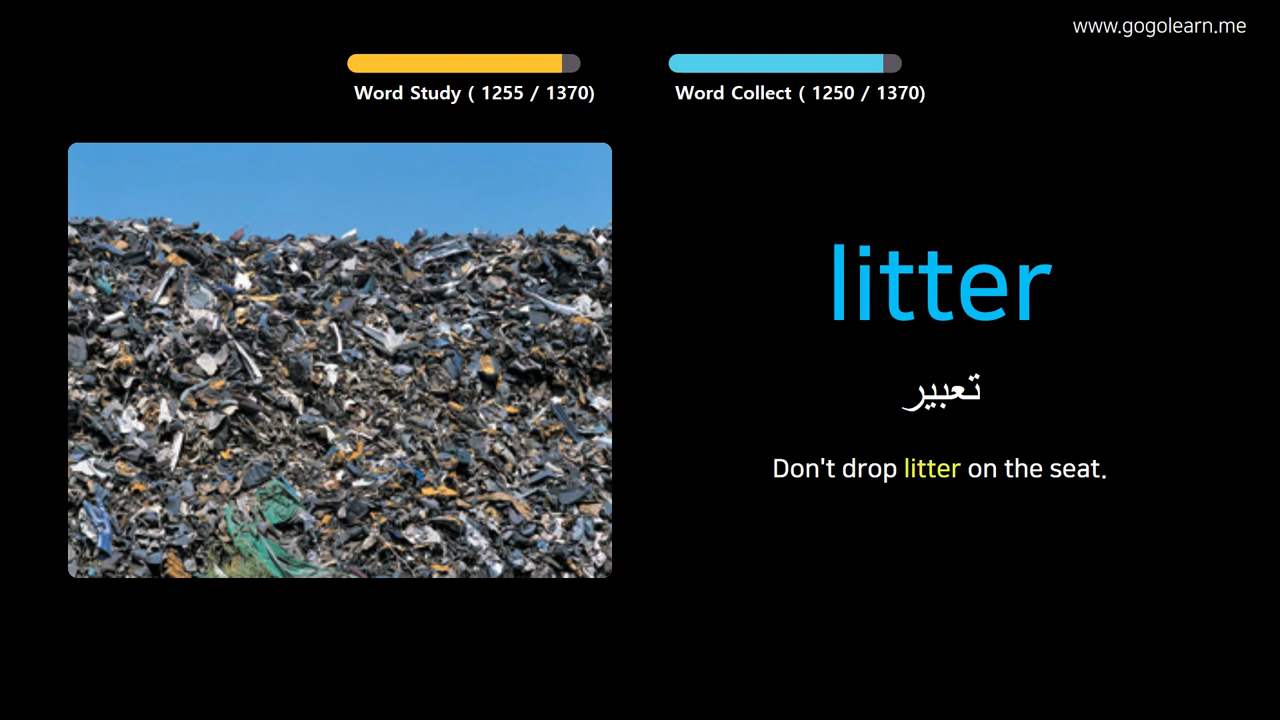 www.gogolearn.me
Word Study ( 1255 / 1370)
Word Collect ( 1250 / 1370)
litter
تعبير
Don't drop litter on the seat.